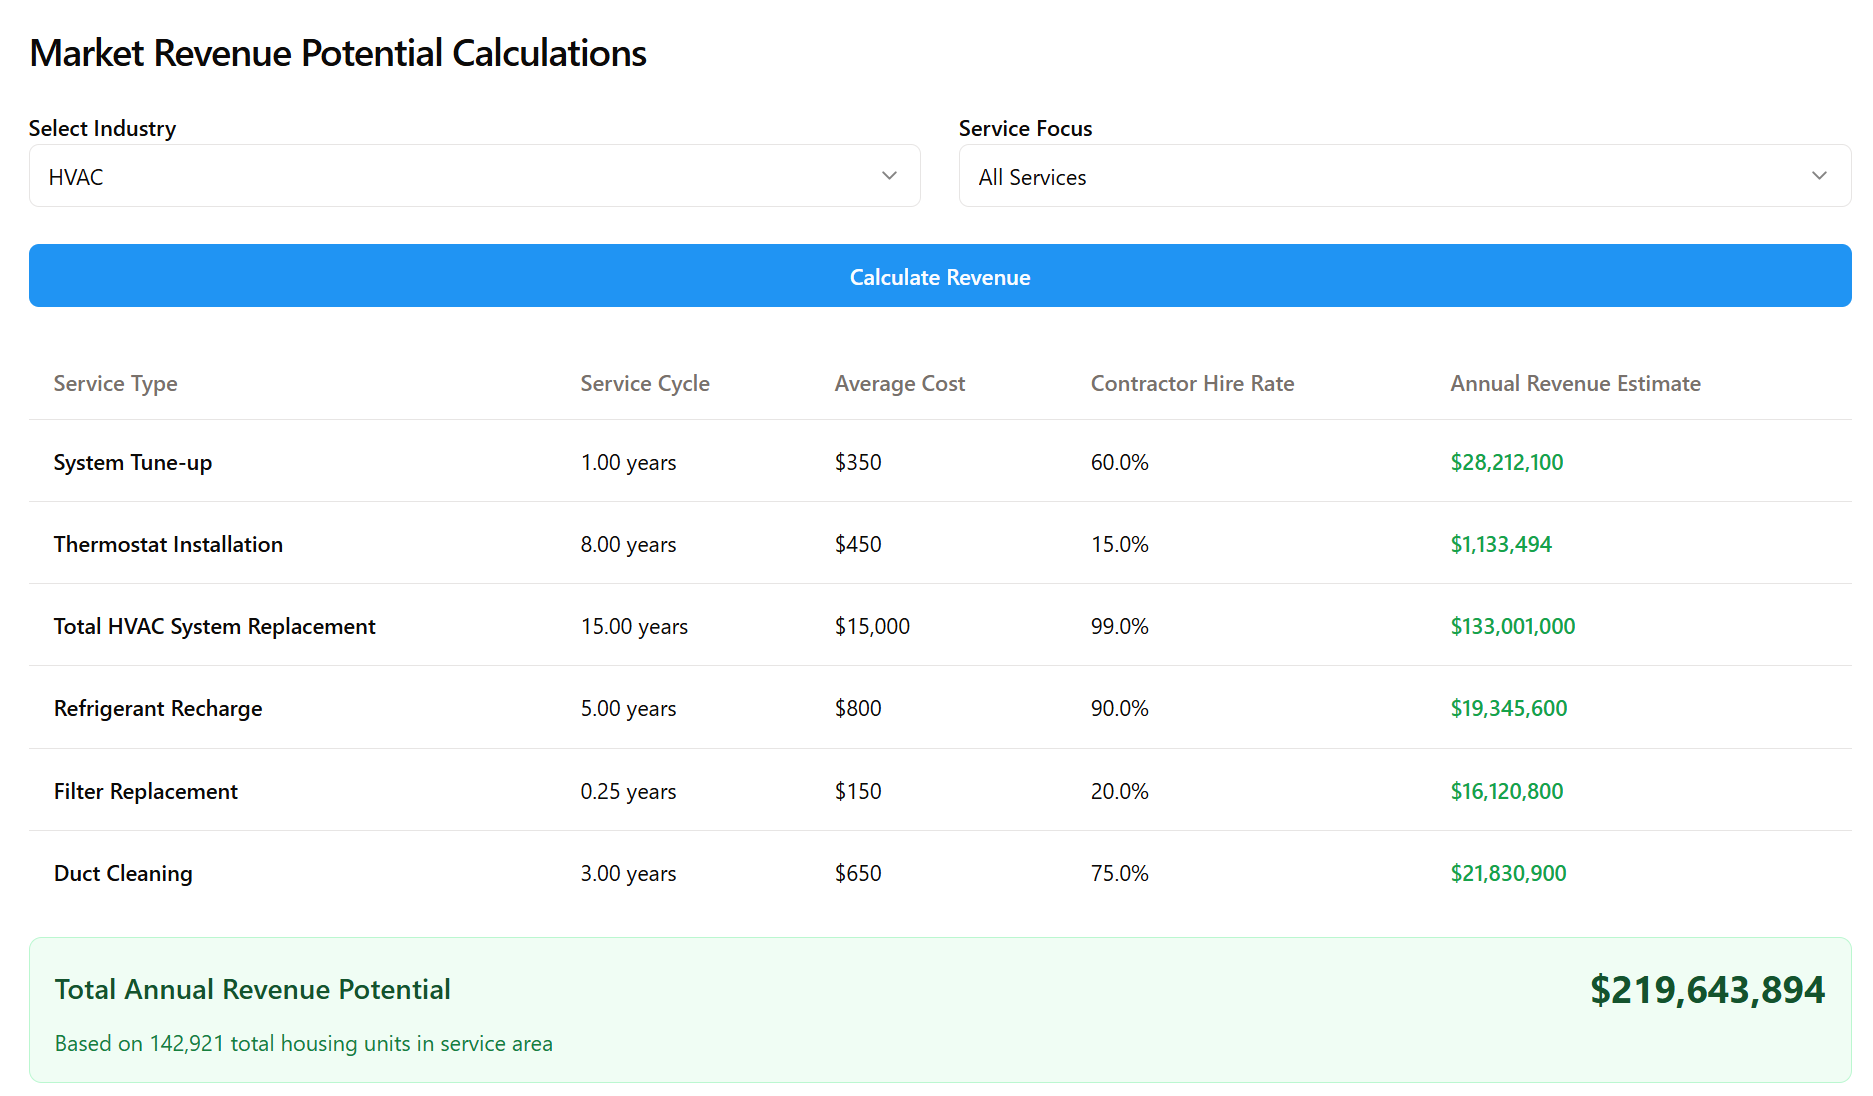 Market Revenue Potential Calculations
Select Industry Service Focus
HVAC All Services
Calculate Revenue
Service Type Service Cycle Average Cost Contractor Hire Rate Annual Revenue Estimate
System Tune-up 1.00 years $350 60.0% $28,212,100
Thermostat Installation 8.00 years $450 15.0% $1,133,494
Total HVAC System Replacement 15.00 years $15,000 99.0% $133,001,000
Refrigerant Recharge 5.00 years $800 90.0% $19,345,600
Filter Replacement 0.25 years $150 20.0% $16,120,800
Duct Cleaning 3.00 years $650 75.0% $21,830,900
Total Annual Revenue Potential $219,643,894
Based on 142,921 total housing units in service area